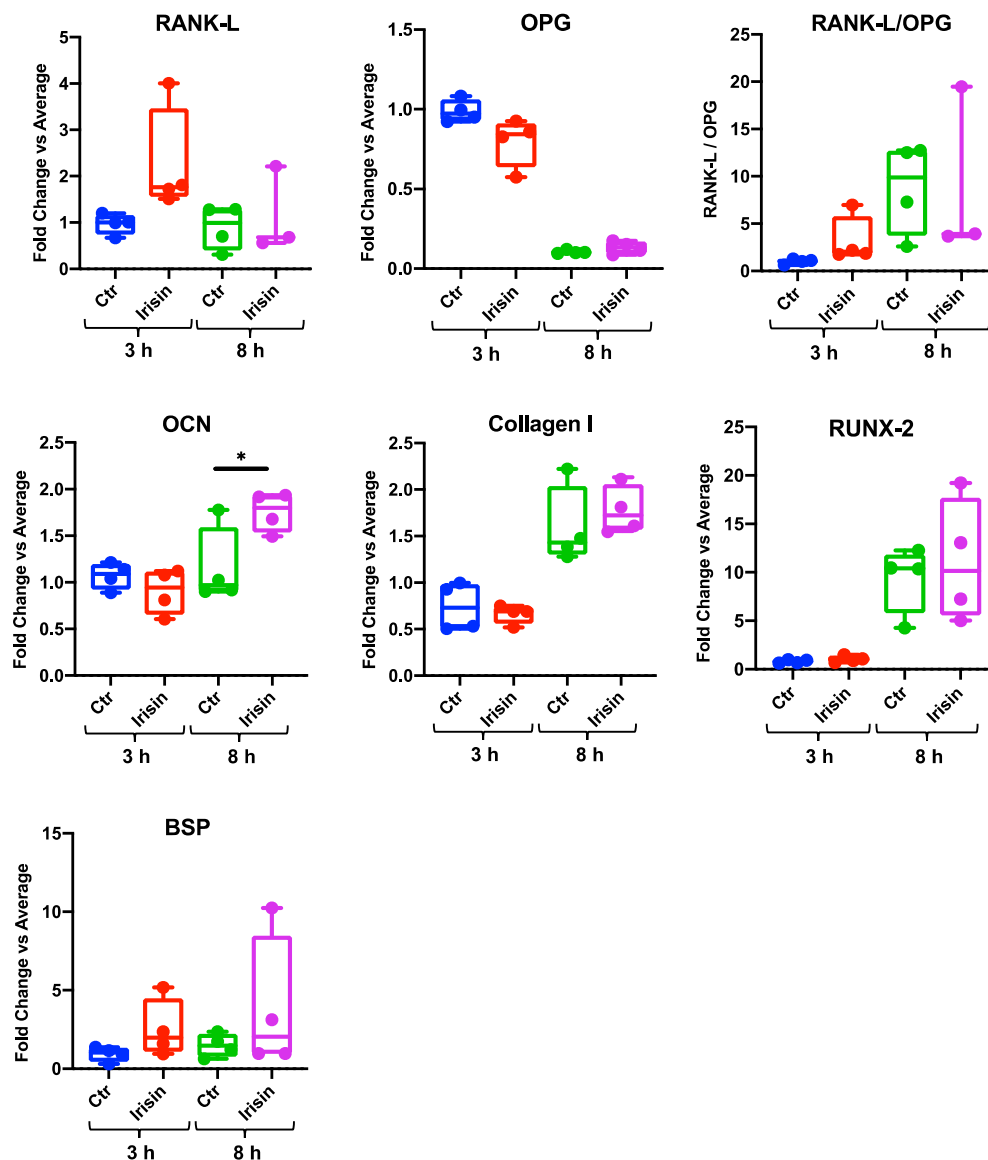 RANK-L
Fold Change vs Average
5
4
3
2
1
0
Ctr
Irisin
Ctr
Irisin
3 h
8 h
OPG
Fold Change vs Average
1.0
0.5
0.0
Ctr
Irisin
Ctr
Irisin
3 h
8 h
RANK-L/OPG
RANK-L / OPG
25
20
15
10
5
0
Ctr
Irisin
Ctr
Irisin
3 h
8 h
OCN
Fold Change vs Average
2.5
2.0
1.5
1.0
0.5
0.0
*
Ctr
Irisin
Ctr
Irisin
3 h
8 h
Collagen I
Fold Change vs Average
2.5
2.0
1.5
1.0
0.5
0.0
Ctr
Irisin
Ctr
Irisin
3 h
8 h
RUNX-2
Fold Change vs Average
25
20
15
10
5
0
Ctr
Irisin
Ctr
Irisin
3 h
8 h
BSP
Fold Change vs Average
15
10
5
0
Ctr
Irisin
Ctr
Irisin
3 h
8 h